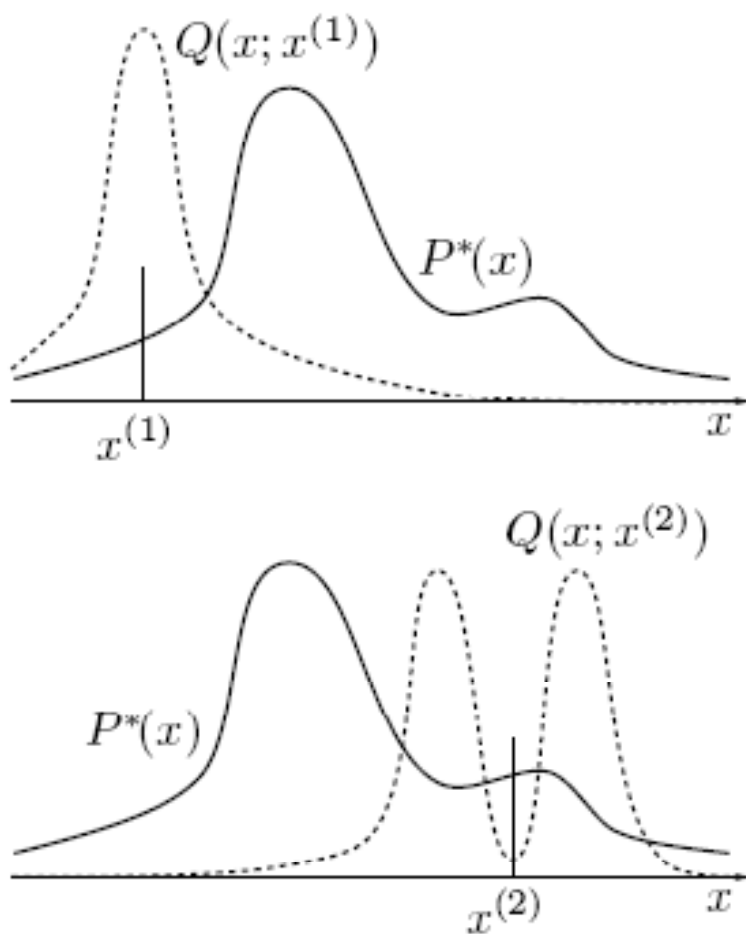 Q(x; x^{(1)})
P*(x)
x
x^{(1)}
Q(x; x^{(2)})
P*(x)
x
x^{(2)}